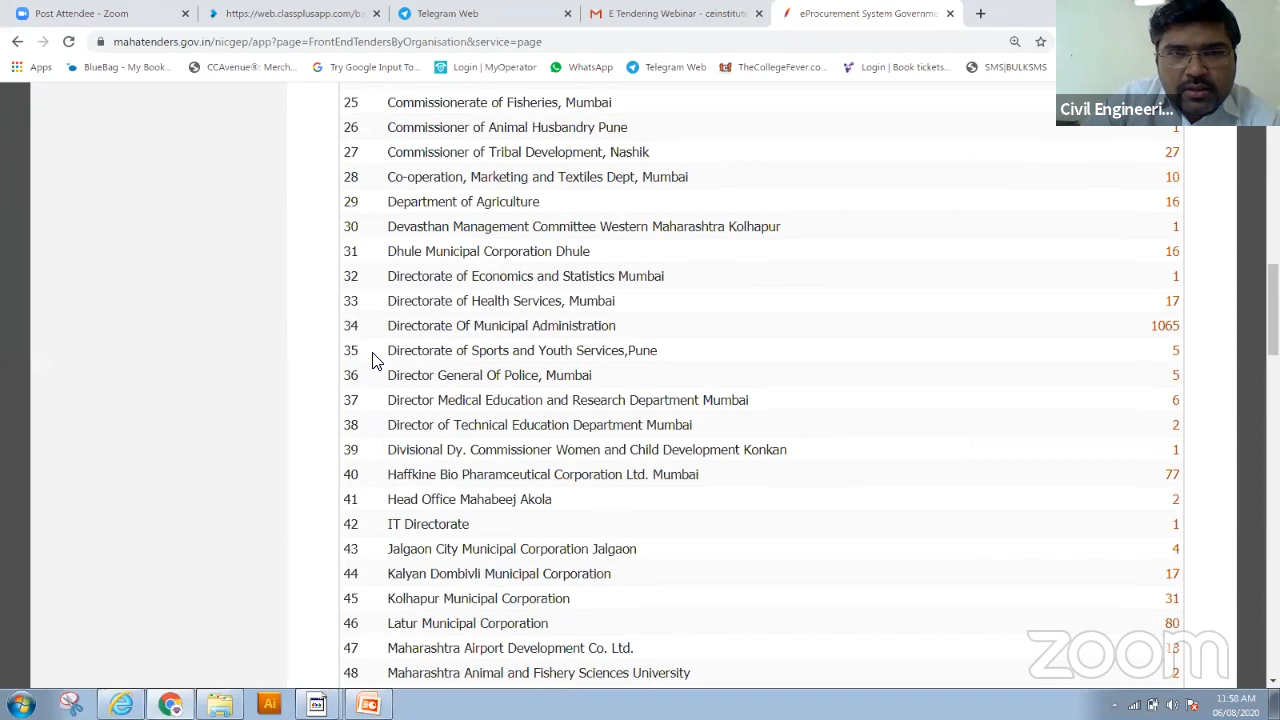 Post Attendee - Zoom
https://web.classplusapp.com/ch
Telegram Web
E Tendering Webinar - ceinstitute
eProcurement System Governme
mahatenders.gov.in/nicgep/app?page=FrontEndTendersByOrganisation&service=page
Apps BlueBag - My Book... CCAvenue®: Merch... Try Google Input To... Login | MyOperator WhatsApp Telegram Web TheCollegeFever.co... Login | Book tickets... SMS|BULKSMS
Civil Engineeri...
25 Commissionerate of Fisheries, Mumbai
26 Commissioner of Animal Husbandry Pune 1
27 Commissioner of Tribal Development, Nashik 27
28 Co-operation, Marketing and Textiles Dept, Mumbai 10
29 Department of Agriculture 16
30 Devasthan Management Committee Western Maharashtra Kolhapur 1
31 Dhule Municipal Corporation Dhule 16
32 Directorate of Economics and Statistics Mumbai 1
33 Directorate of Health Services, Mumbai 17
34 Directorate Of Municipal Administration 1065
35 Directorate of Sports and Youth Services,Pune 5
36 Director General Of Police, Mumbai 5
37 Director Medical Education and Research Department Mumbai 6
38 Director of Technical Education Department Mumbai 2
39 Divisional Dy. Commissioner Women and Child Development Konkan 1
40 Haffkine Bio Pharamceutical Corporation Ltd. Mumbai 77
41 Head Office Mahabeej Akola 2
42 IT Directorate 1
43 Jalgaon City Municipal Corporation Jalgaon 4
44 Kalyan Dombivli Municipal Corporation 17
45 Kolhapur Municipal Corporation 31
46 Latur Municipal Corporation 80
47 Maharashtra Airport Development Co. Ltd.
48 Maharashtra Animal and Fishery Sciences University 2
zoom
Ai
11:58 AM
06/08/2020